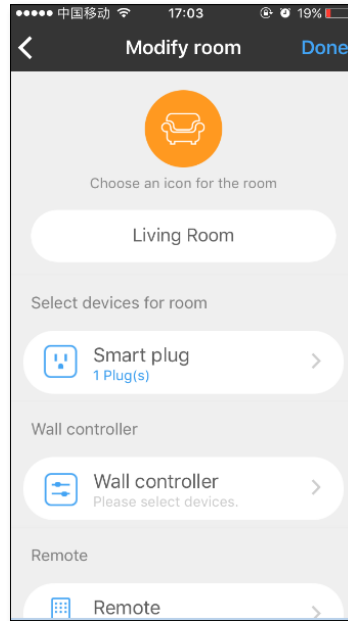 中国移动 17:03 19%
Modify room Done
Choose an icon for the room
Living Room
Select devices for room
Smart plug
1 Plug(s)
Wall controller
Wall controller
Please select devices.
Remote
Remote